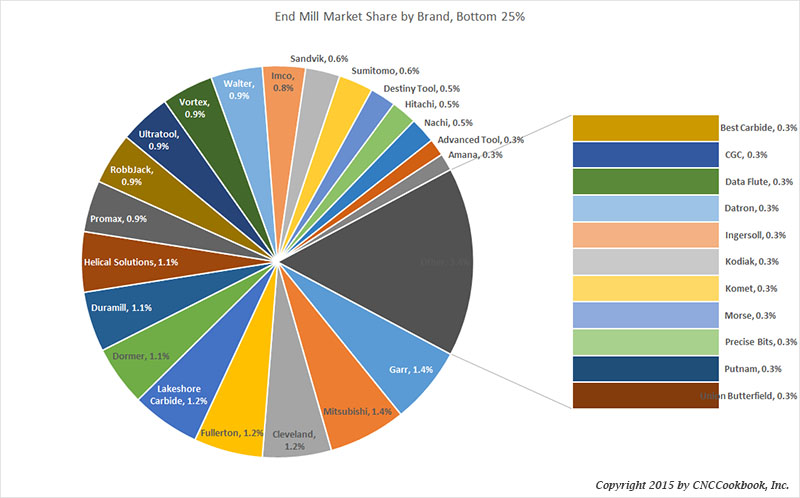 End Mill Market Share by Brand, Bottom 25%
Sandvik, 0.6%
Sumitomo, 0.6%
Destiny Tool, 0.5%
Hitachi, 0.5%
Nachi, 0.5%
Advanced Tool, 0.3%
Amana, 0.3%
Imco,
0.8%
Walter,
0.9%
Vortex,
0.9%
Ultratool,
0.9%
RobbJack,
0.9%
Promax, 0.9%
Helical Solutions, 1.1%
Duramill, 1.1%
Dormer, 1.1%
Lakeshore
Carbide, 1.2%
Fullerton, 1.2%
Cleveland,
1.2%
Mitsubishi, 1.4%
Garr, 1.4%
Best Carbide, 0.3%
CGC, 0.3%
Data Flute, 0.3%
Datron, 0.3%
Ingersoll, 0.3%
Kodiak, 0.3%
Komet, 0.3%
Morse, 0.3%
Precise Bits, 0.3%
Putnam, 0.3%
Union Butterfield, 0.3%
Copyright 2015 by CNCCookbook, Inc.